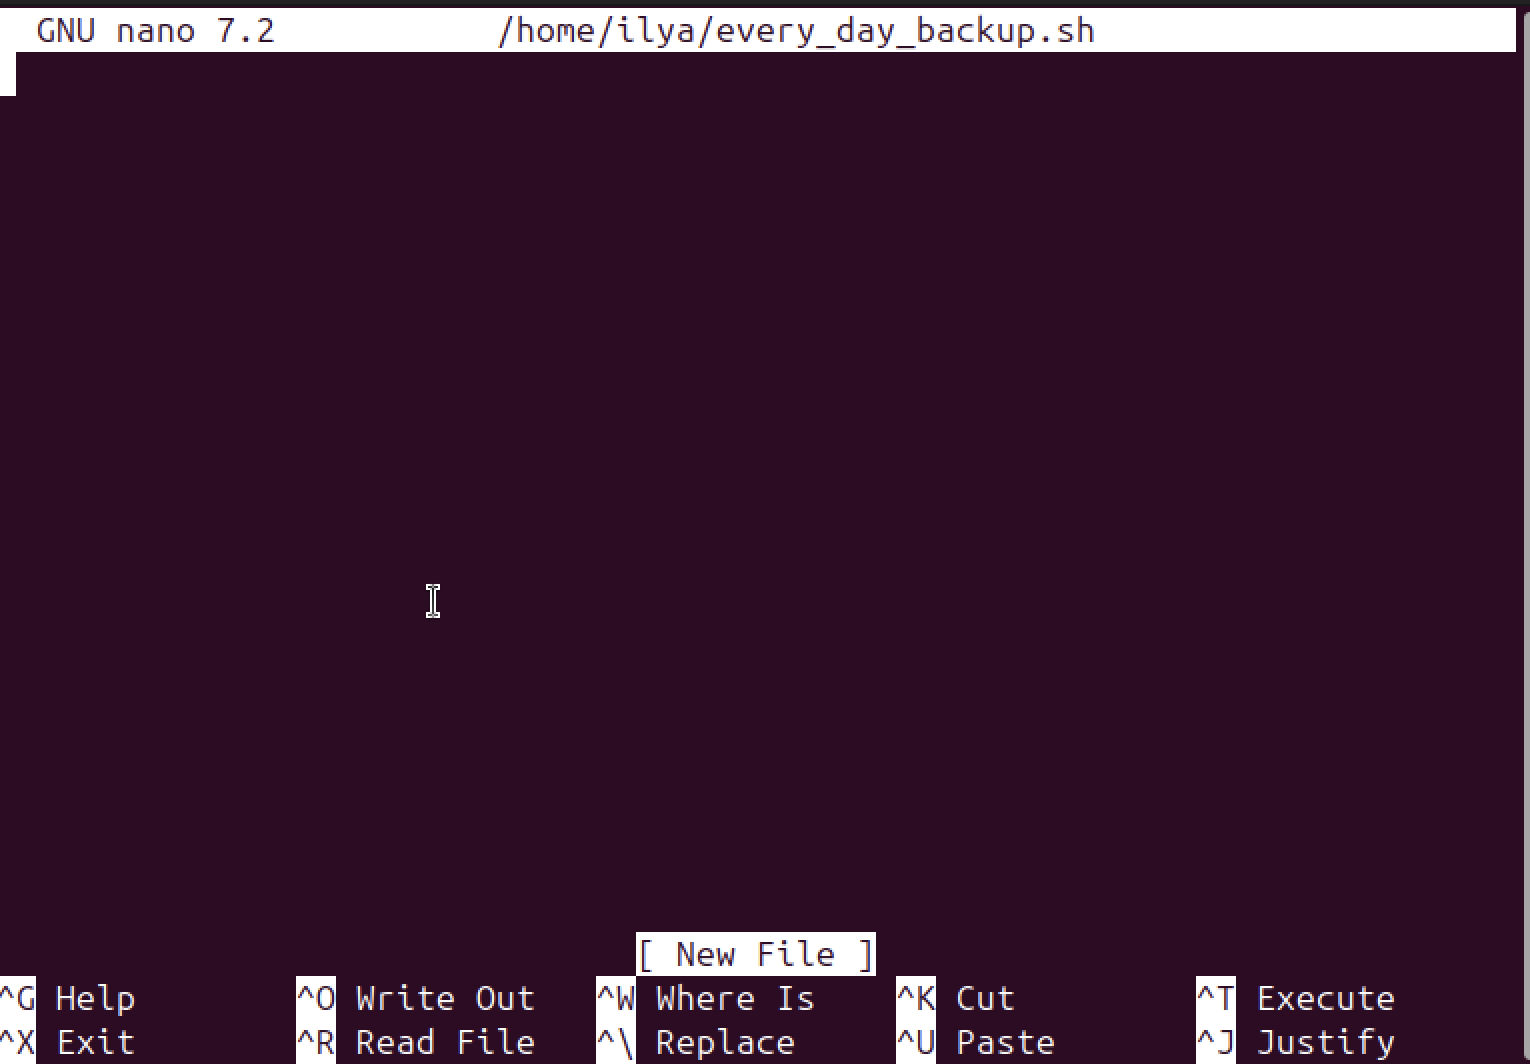 GNU nano 7.2 /home/ilya/every_day_backup.sh
[ New File ]
^G Help ^O Write Out ^W Where Is ^K Cut ^T Execute
^X Exit ^R Read File ^\ Replace ^U Paste ^J Justify